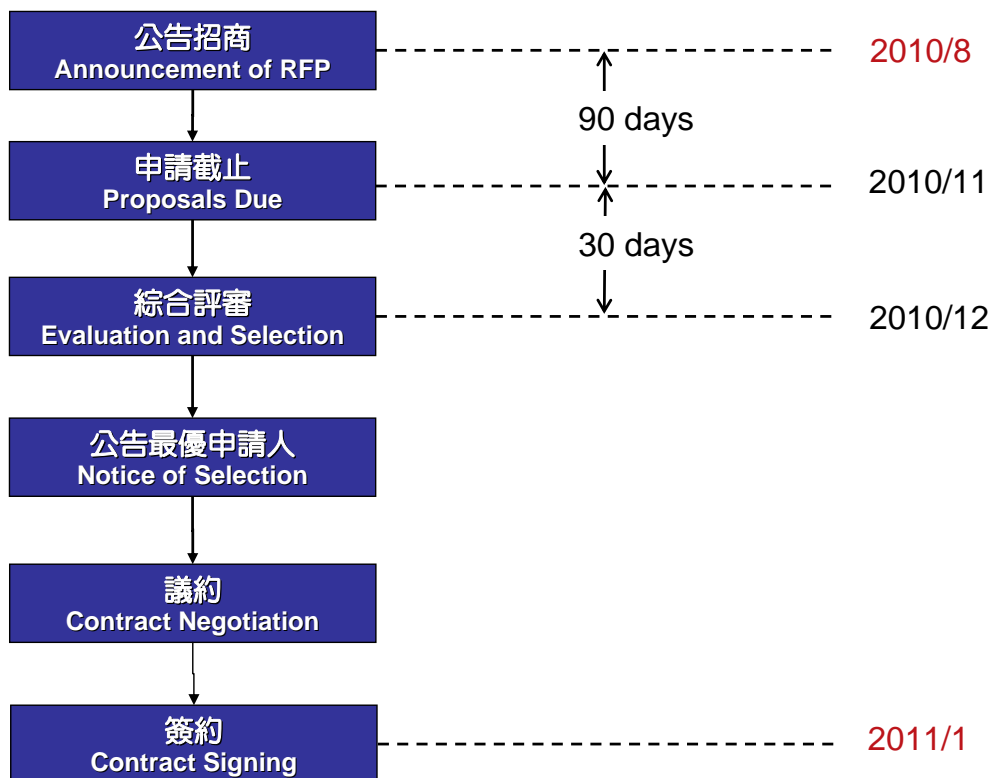 公告招商
Announcement of RFP
2010/8
90 days
申請截止
Proposals Due
2010/11
30 days
綜合評審
Evaluation and Selection
2010/12
公告最優申請人
Notice of Selection
議約
Contract Negotiation
簽約
Contract Signing
2011/1